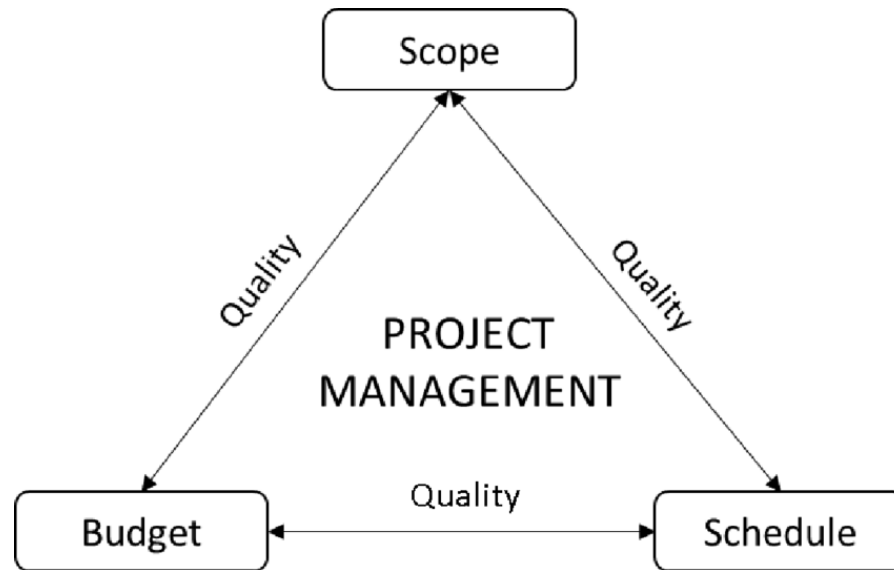 Scope
Quality
Quality
PROJECT
MANAGEMENT
Quality
Budget
Schedule